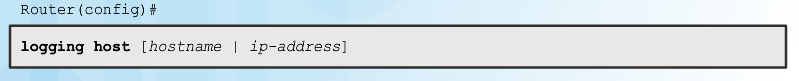 Router(config)#
logging host [hostname | ip-address]